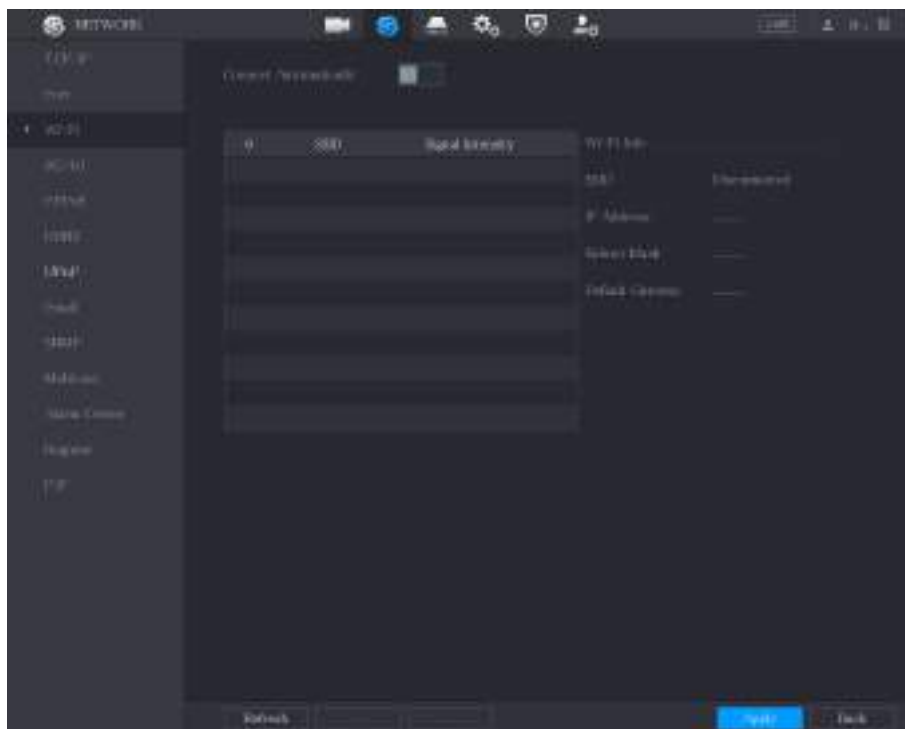 NETWORK
LIVE
TCP/IP
Port
Connect Automatically
Wi-Fi
0 SSID Signal Intensity
Wi-Fi Info
3G/4G
SSID Disconnected
PPPoE
IP Address
DDNS
Subnet Mask
UPnP
Default Gateway
Email
SNMP
Multicast
Alarm Center
Register
P2P
Refresh
Apply Back